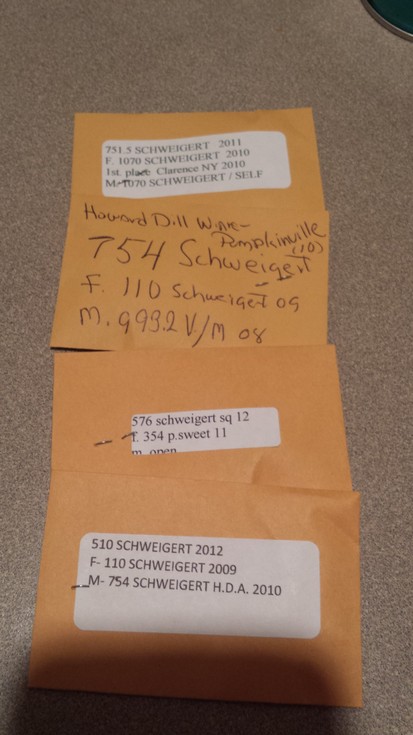 751.5 SCHWEIGERT 2011
F. 1070 SCHWEIGERT 2010
1st. place Clarence NY 2010
M-1070 SCHWEIGERT / SELF
Howard Dill Winner-
Pumpkinville
(10)
754 Schweigert
F. 110 Schweigert 09
M. 993.2 V/M 08
576 schweigert sq 12
f. 354 p.sweet 11
m. open
510 SCHWEIGERT 2012
F- 110 SCHWEIGERT 2009
M- 754 SCHWEIGERT H.D.A. 2010